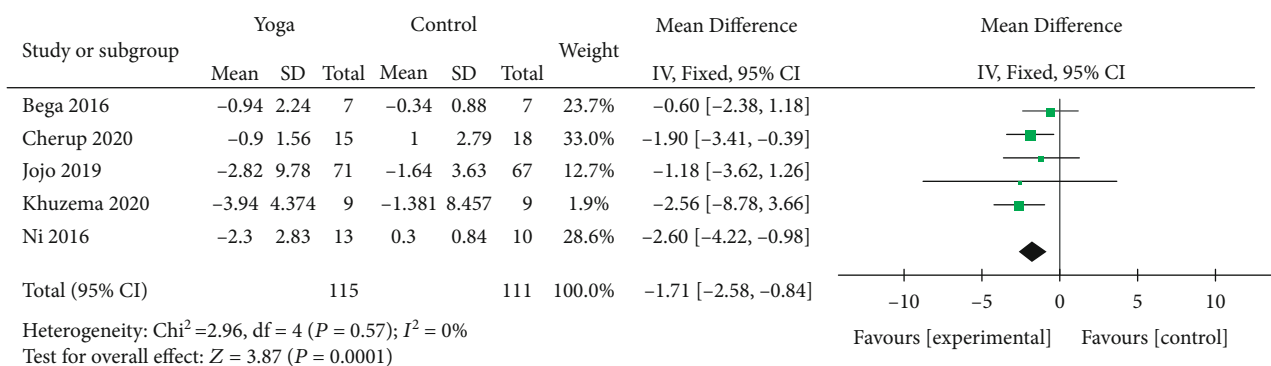 Study or subgroup Yoga Control Weight Mean Difference Mean Difference
Mean SD Total Mean SD Total IV, Fixed, 95% CI IV, Fixed, 95% CI
Bega 2016 –0.94 2.24 7 –0.34 0.88 7 23.7% –0.60 [–2.38, 1.18]
Cherup 2020 –0.9 1.56 15 1 2.79 18 33.0% –1.90 [–3.41, –0.39]
Jojo 2019 –2.82 9.78 71 –1.64 3.63 67 12.7% –1.18 [–3.62, 1.26]
Khuzema 2020 –3.94 4.374 9 –1.381 8.457 9 1.9% –2.56 [–8.78, 3.66]
Ni 2016 –2.3 2.83 13 0.3 0.84 10 28.6% –2.60 [–4.22, –0.98]
Total (95% CI) 115 111 100.0% –1.71 [–2.58, –0.84]
Heterogeneity: Chi² =2.96, df = 4 (P = 0.57); I² = 0%
Test for overall effect: Z = 3.87 (P = 0.0001)
–10 –5 0 5 10
Favours [experimental] Favours [control]